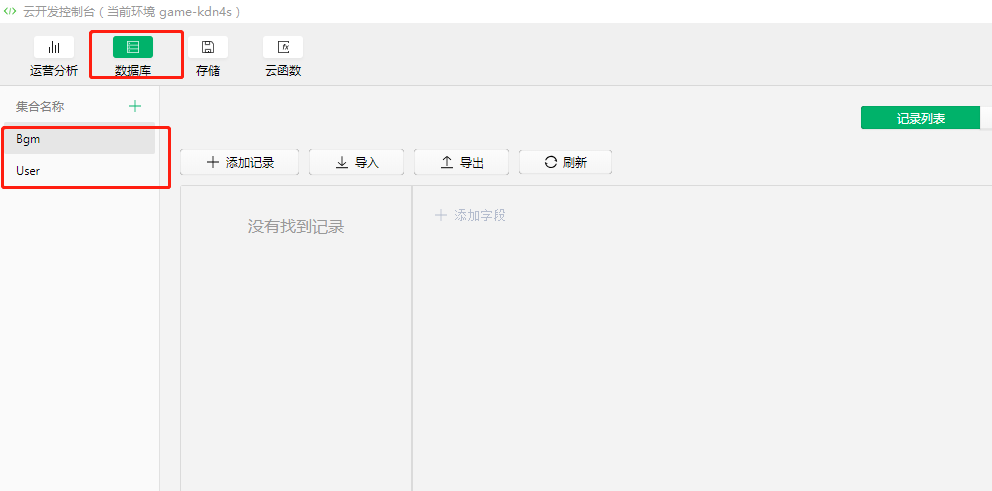 云开发控制台 ( 当前环境 game-kdn4s )
运营分析
数据库
存储
云函数
集合名称
Bgm
User
记录列表
添加记录
导入
导出
刷新
没有找到记录
添加字段